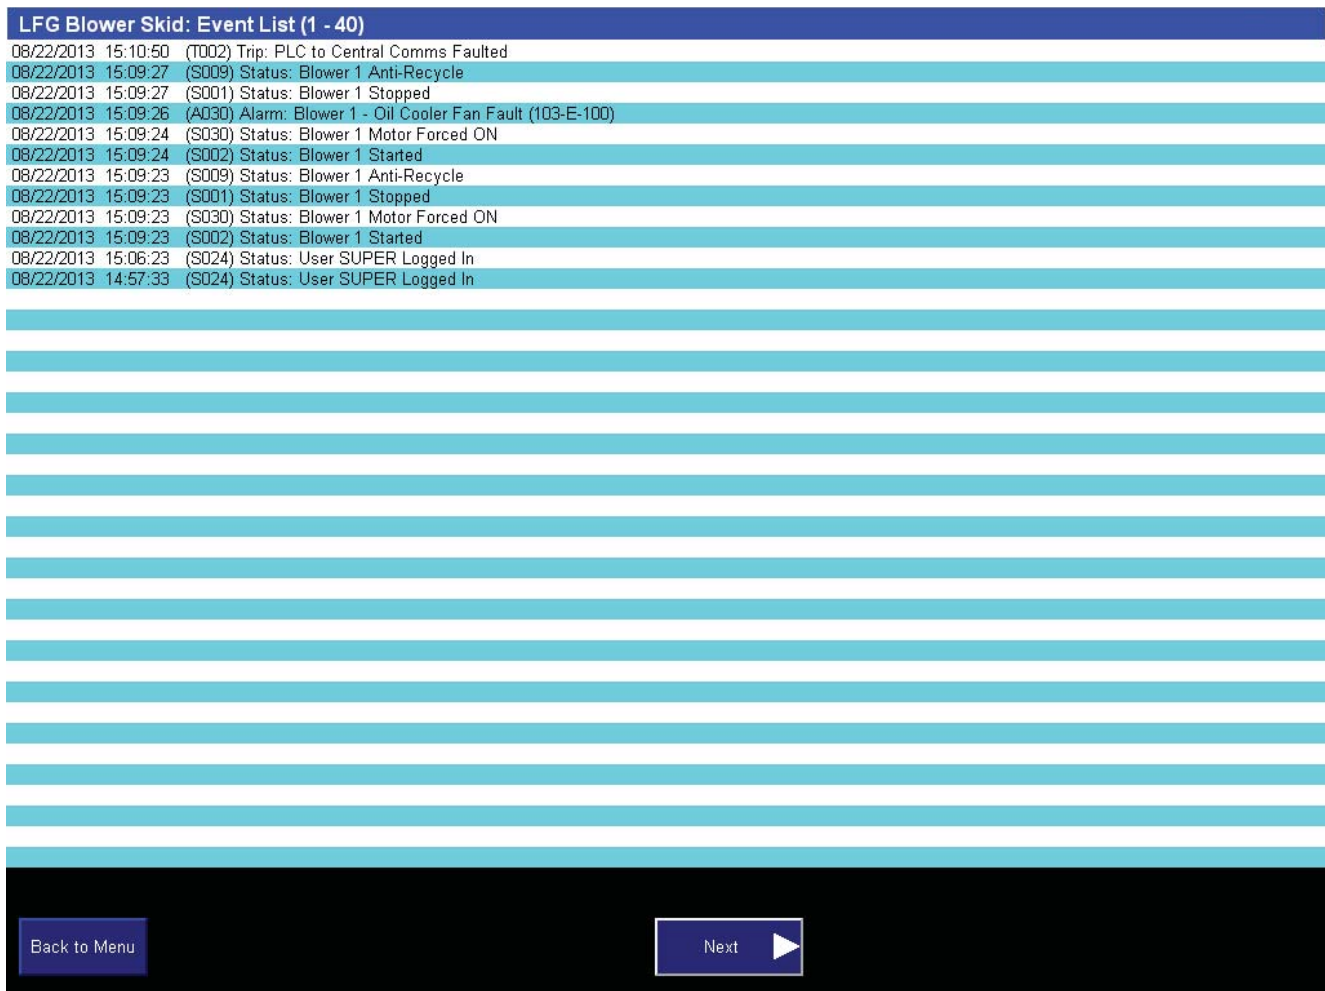 LFG Blower Skid: Event List (1 - 40)
08/22/2013 15:10:50 (T002) Trip: PLC to Central Comms Faulted
08/22/2013 15:09:27 (S009) Status: Blower 1 Anti-Recycle
08/22/2013 15:09:27 (S001) Status: Blower 1 Stopped
08/22/2013 15:09:26 (A030) Alarm: Blower 1 - Oil Cooler Fan Fault (103-E-100)
08/22/2013 15:09:24 (S030) Status: Blower 1 Motor Forced ON
08/22/2013 15:09:24 (S002) Status: Blower 1 Started
08/22/2013 15:09:23 (S009) Status: Blower 1 Anti-Recycle
08/22/2013 15:09:23 (S001) Status: Blower 1 Stopped
08/22/2013 15:09:23 (S030) Status: Blower 1 Motor Forced ON
08/22/2013 15:09:23 (S002) Status: Blower 1 Started
08/22/2013 15:06:23 (S024) Status: User SUPER Logged In
08/22/2013 14:57:33 (S024) Status: User SUPER Logged In
Back to Menu
Next